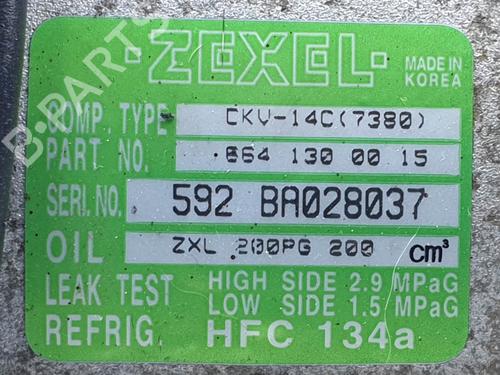 B-PARTS
·ZEXEL·
MADE IN
KOREA
COMP. TYPE CKV-14C(7380)
PART NO. 664 130 00 15
SERI. NO. 592 BA028037
OIL ZXL 200PG 200 cm³
LEAK TEST HIGH SIDE 2.9 MPaG
LOW SIDE 1.5 MPaG
REFRIG. HFC 134a